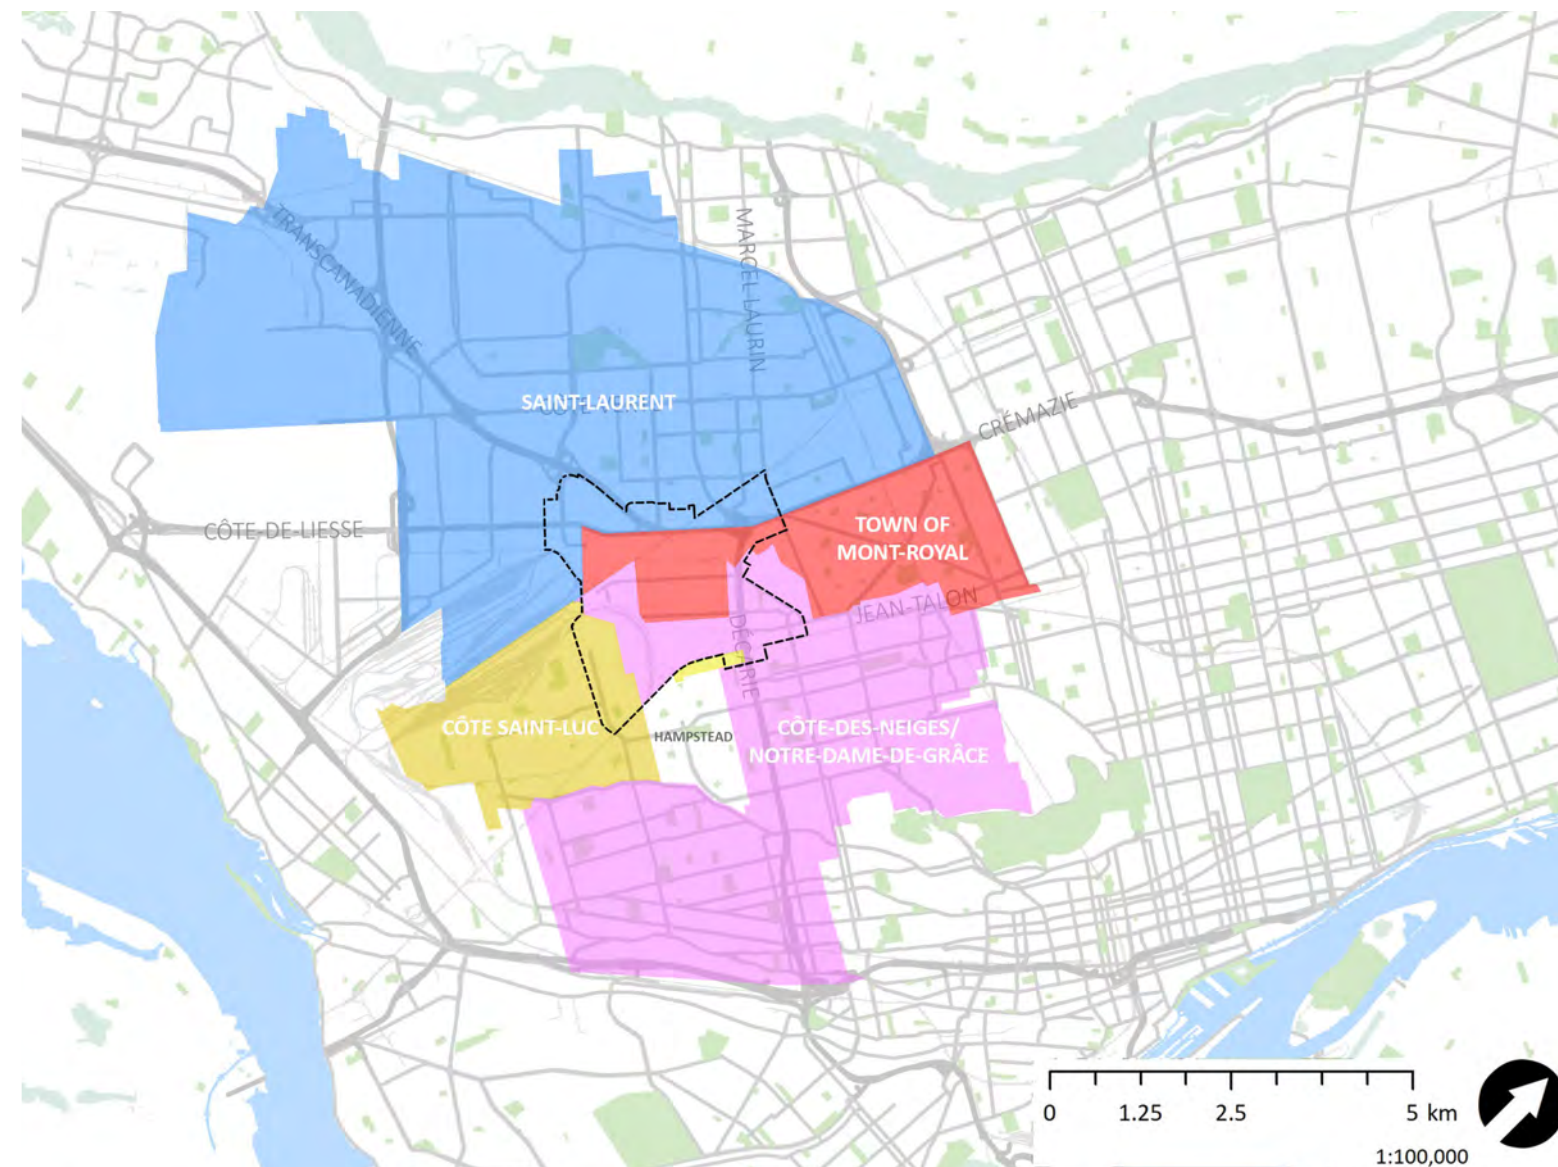 TRANSCANADIENNE
MARCEL LAURIN
SAINT-LAURENT
CRÉMAZIE
CÔTE-DE-LIESSE
TOWN OF
MONT-ROYAL
JEAN-TALON
DÉCARIE
CÔTE SAINT-LUC
HAMPSTEAD
CÔTE-DES-NEIGES/
NOTRE-DAME-DE-GRÂCE
0 1.25 2.5 5 km
1:100,000